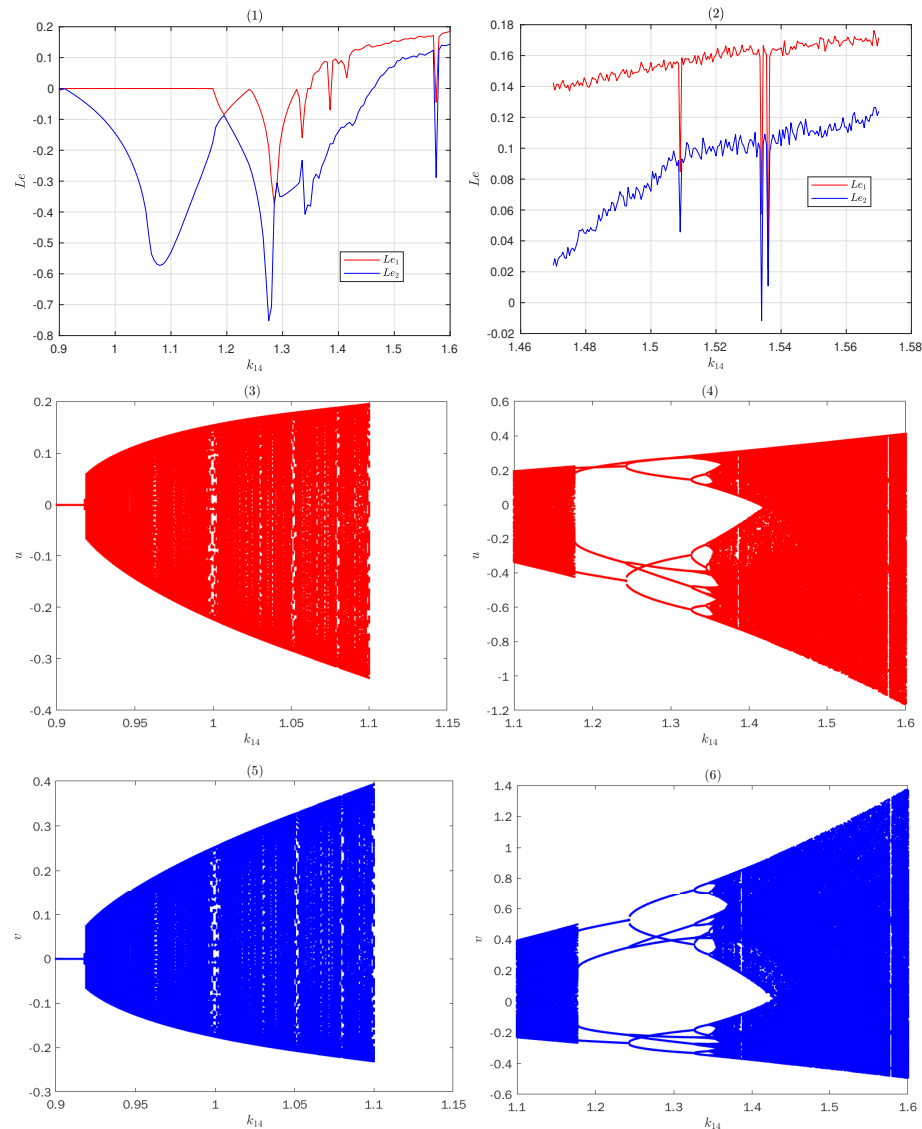 (1)
0.2
0.1
0
-0.1
-0.2
-0.3
-0.4
-0.5
-0.6
-0.7
-0.8
Le
Le₁
Le₂
0.9 1 1.1 1.2 1.3 1.4 1.5 1.6
k₁₄
(2)
0.2
0.18
0.16
0.14
0.12
0.1
0.08
0.06
0.04
0.02
0
-0.02
Le
Le₁
Le₂
1.46 1.48 1.5 1.52 1.54 1.56 1.58
k₁₄
(3)
0.2
0.1
0
-0.1
-0.2
-0.3
-0.4
u
0.9 0.95 1 1.05 1.1 1.15
k₁₄
(4)
0.6
0.4
0.2
0
-0.2
-0.4
-0.6
-0.8
-1
-1.2
u
1.1 1.2 1.3 1.4 1.5 1.6
k₁₄
(5)
0.4
0.3
0.2
0.1
0
-0.1
-0.2
-0.3
v
0.9 0.95 1 1.05 1.1 1.15
k₁₄
(6)
1.4
1.2
1
0.8
0.6
0.4
0.2
0
-0.2
-0.4
-0.6
v
1.1 1.2 1.3 1.4 1.5 1.6
k₁₄